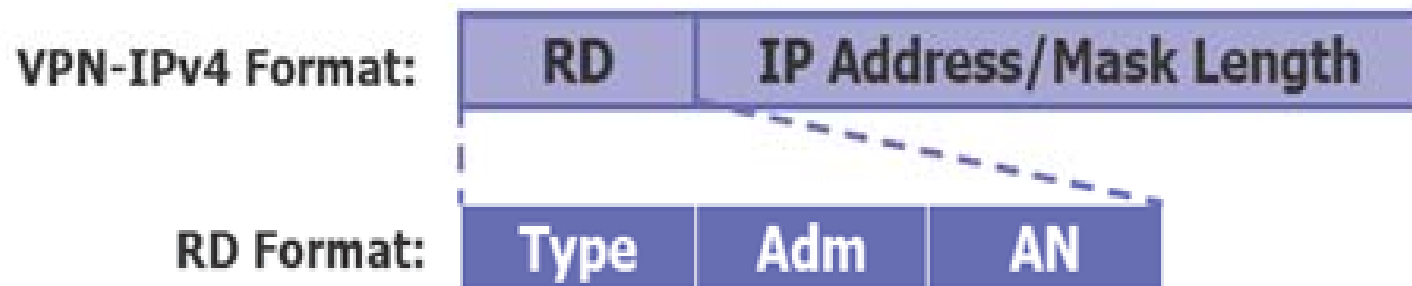 VPN-IPv4 Format: RD IP Address/Mask Length
RD Format: Type Adm AN